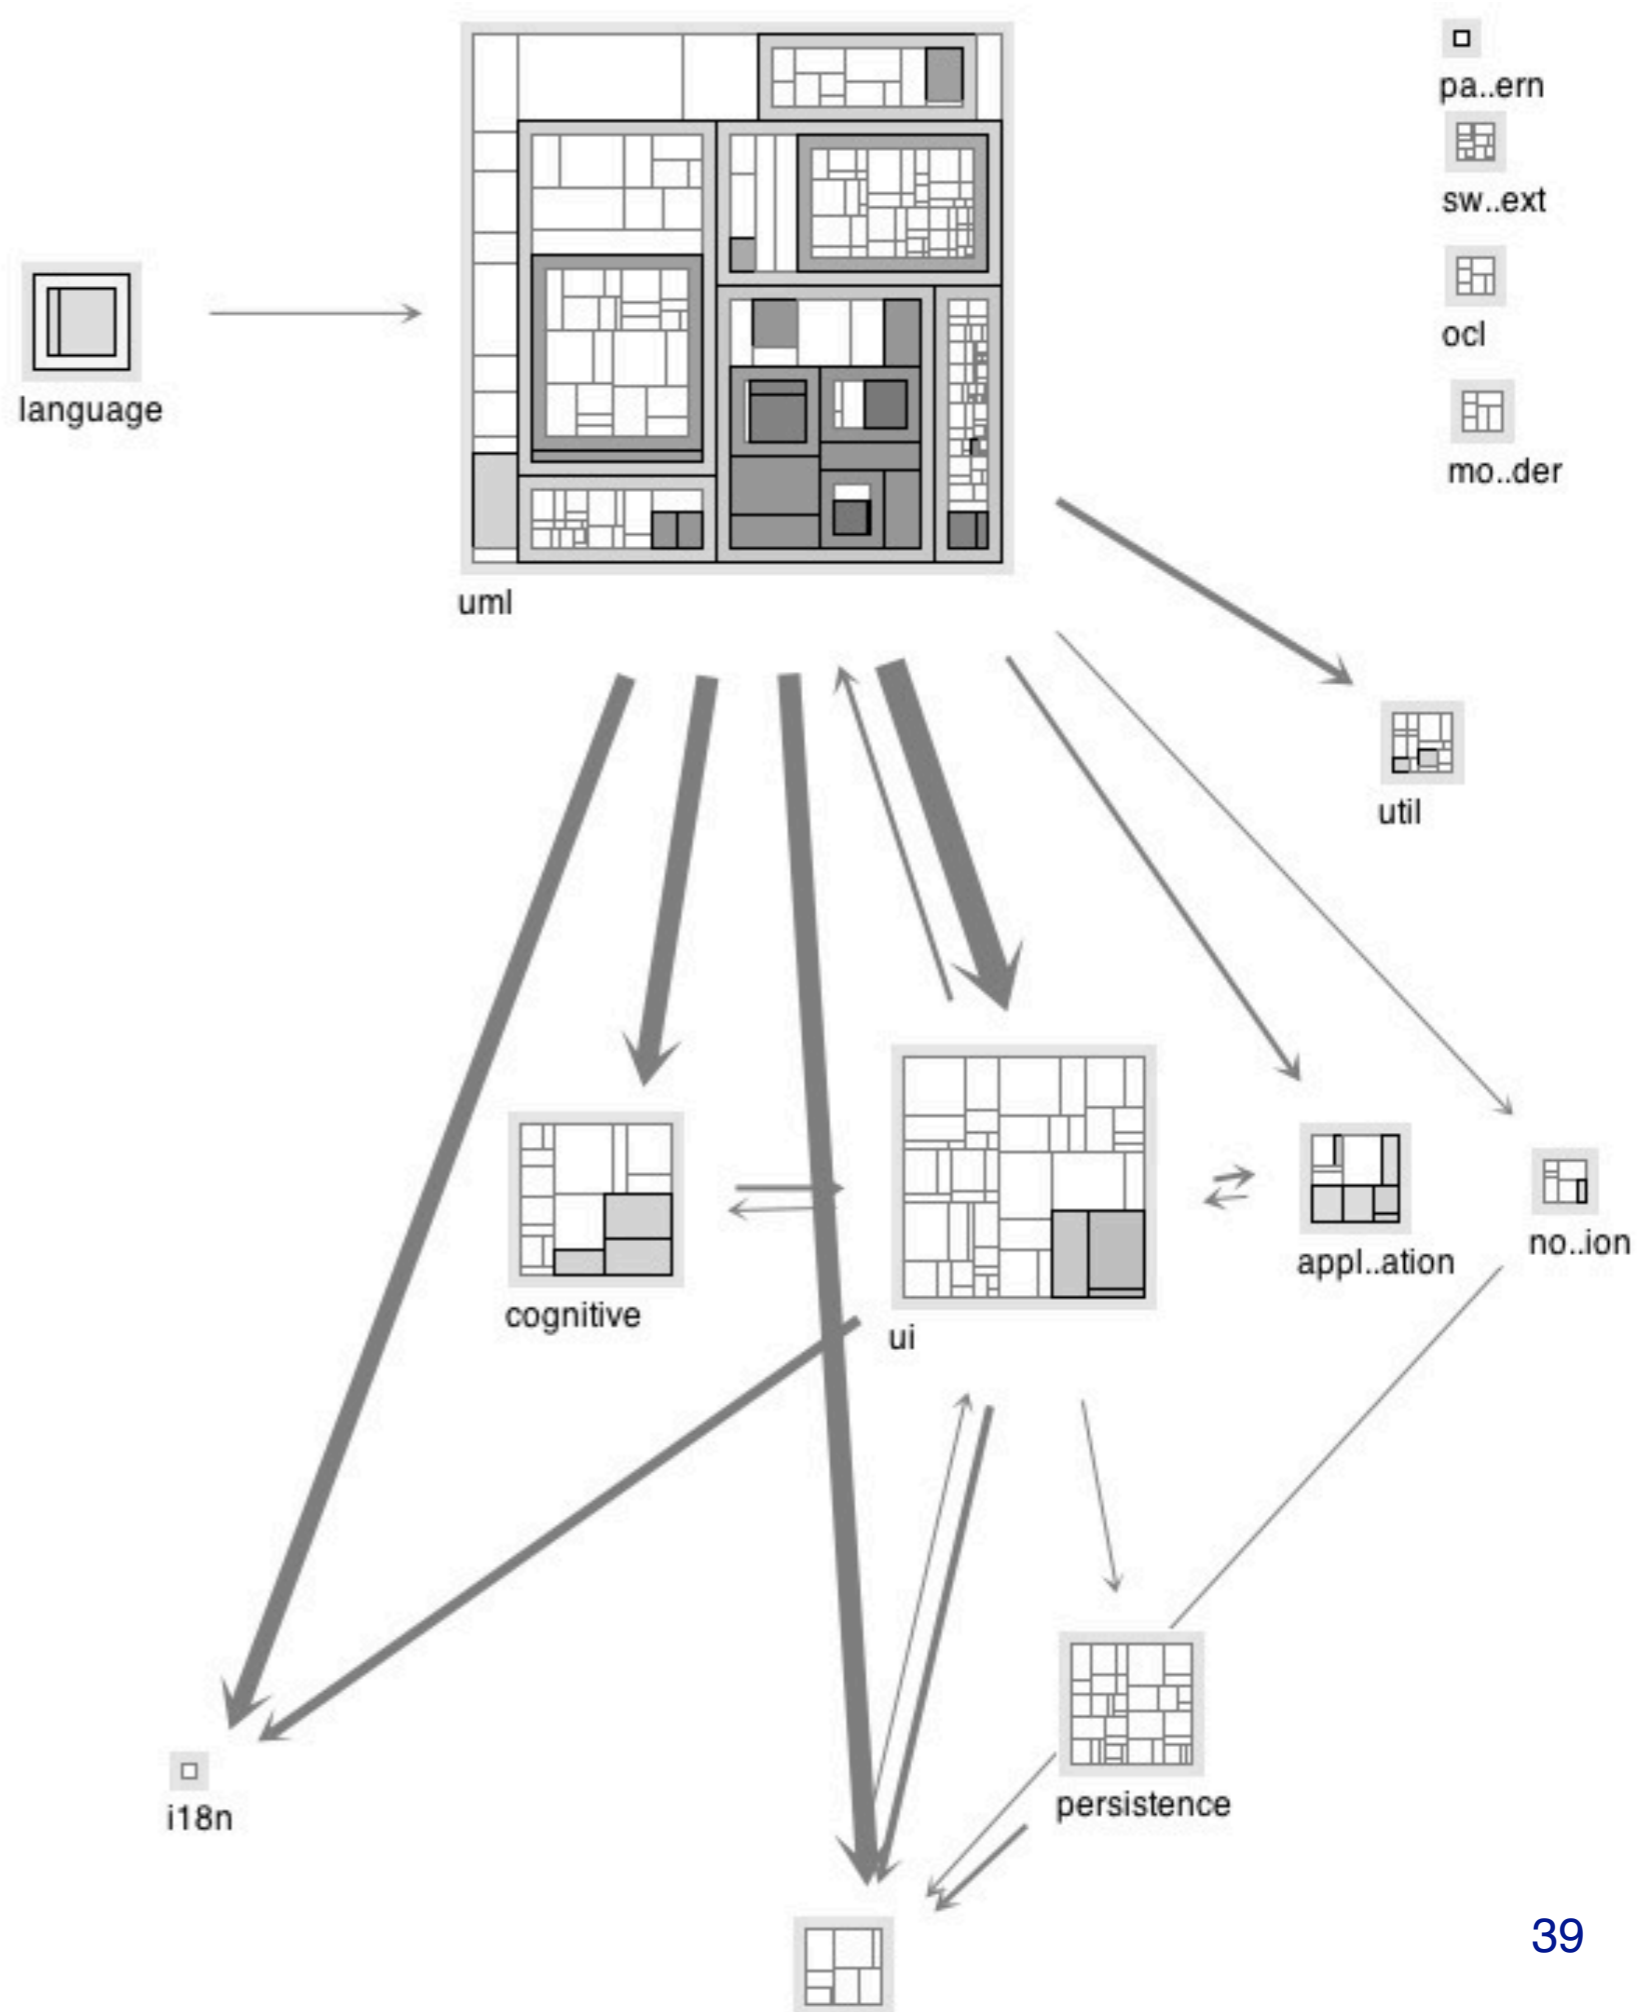 pa..ern
sw..ext
ocl
language
mo..der
uml
util
no..ion
appl..ation
cognitive
ui
persistence
i18n
39